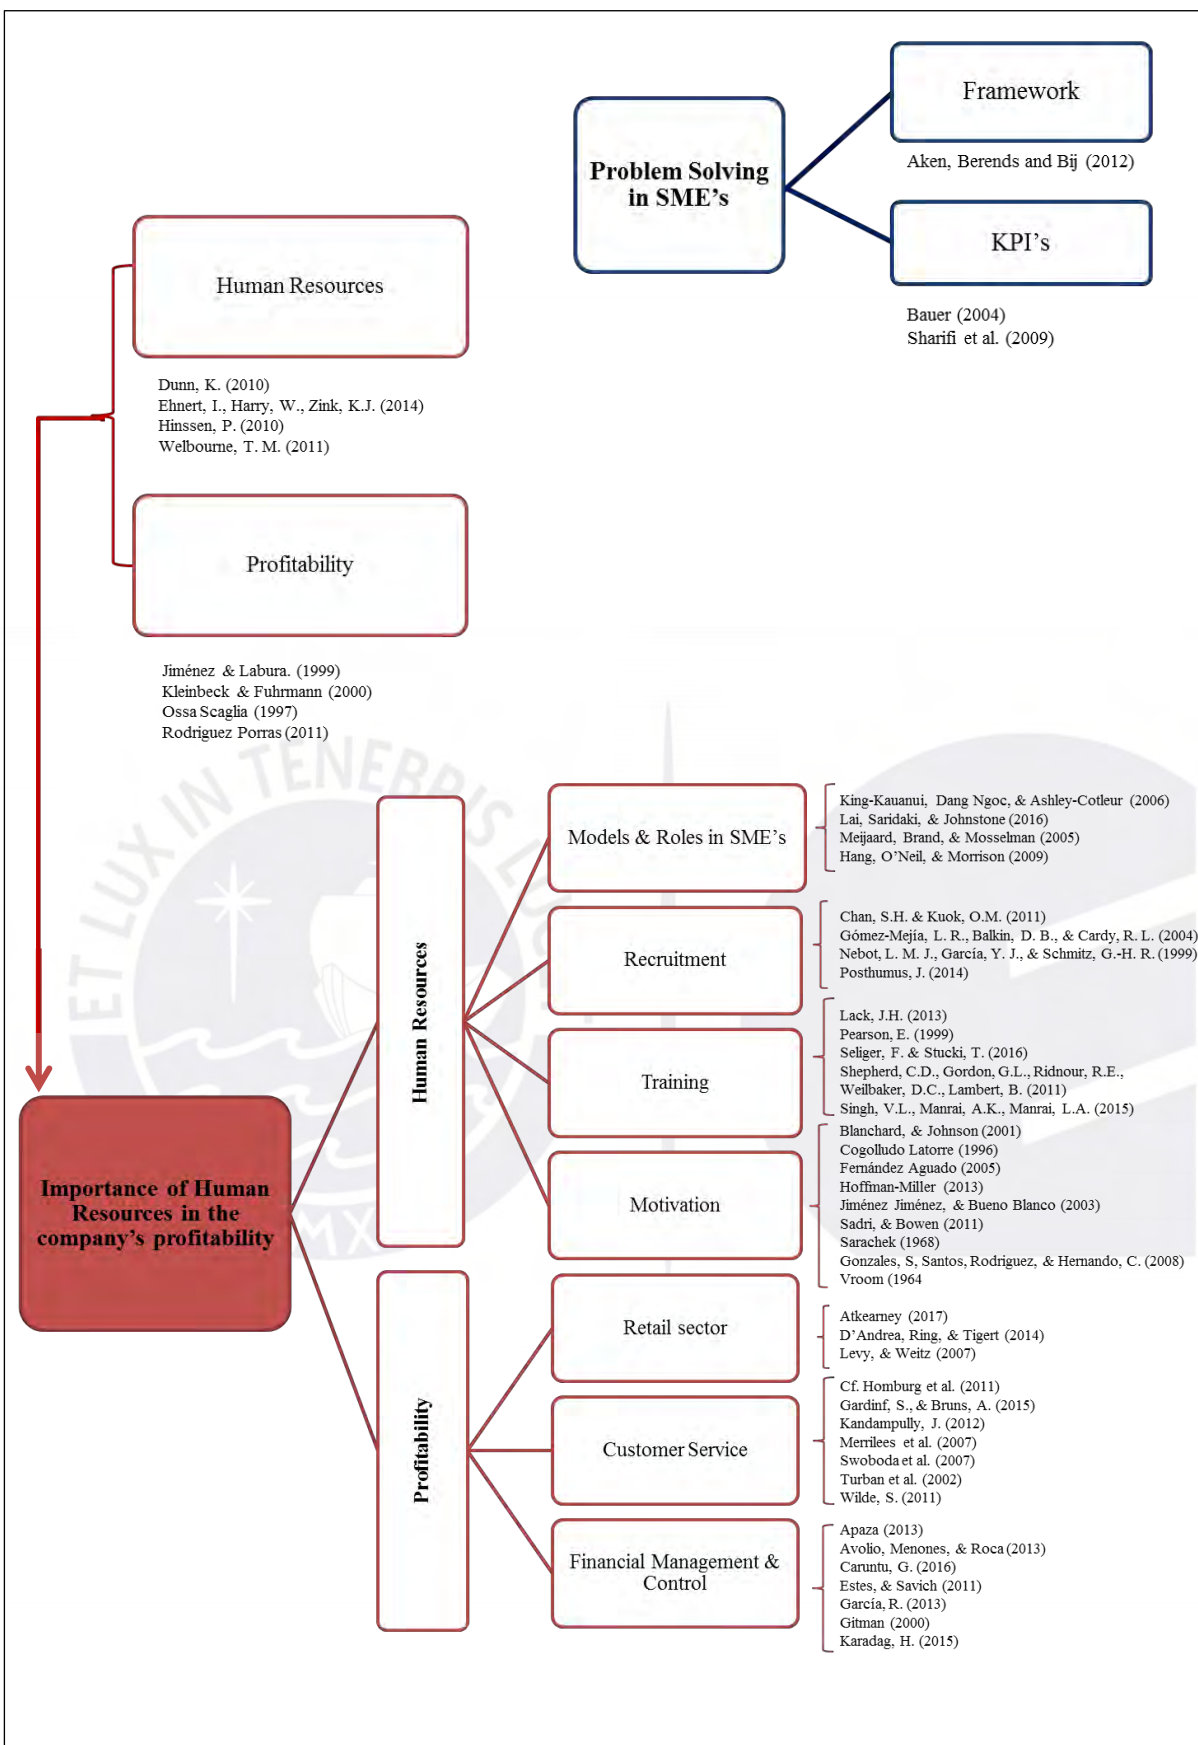 Framework
Problem Solving
in SME's
Aken, Berends and Bij (2012)
KPI's
Bauer (2004)
Sharifi et al. (2009)
Human Resources
Dunn, K. (2010)
Ehnert, I., Harry, W., Zink, K.J. (2014)
Hinssen, P. (2010)
Welbourne, T. M. (2011)
Profitability
Jiménez & Labura. (1999)
Kleinbeck & Fuhrmann (2000)
Ossa Scaglia (1997)
Rodriguez Porras (2011)
ET LUX IN TENEBRIS
MX
Importance of Human
Resources in the
company's profitability
Human Resources
Models & Roles in SME's
King-Kauanui, Dang Ngoc, & Ashley-Cotleur (2006)
Lai, Saridaki, & Johnstone (2016)
Meijaard, Brand, & Mosselman (2005)
Hang, O'Neil, & Morrison (2009)
Recruitment
Chan, S.H. & Kuok, O.M. (2011)
Gómez-Mejía, L. R., Balkin, D. B., & Cardy, R. L. (2004)
Nebot, L. M. J., García, Y. J., & Schmitz, G.-H. R. (1999)
Posthumus, J. (2014)
Training
Lack, J.H. (2013)
Pearson, E. (1999)
Seliger, F. & Stucki, T. (2016)
Shepherd, C.D., Gordon, G.L., Ridnour, R.E.,
Weilbaker, D.C., Lambert, B. (2011)
Singh, V.L., Manrai, A.K., Manrai, L.A. (2015)
Motivation
Blanchard, & Johnson (2001)
Cogolludo Latorre (1996)
Fernández Aguado (2005)
Hoffman-Miller (2013)
Jiménez Jiménez, & Bueno Blanco (2003)
Sadri, & Bowen (2011)
Sarachek (1968)
Gonzales, S, Santos, Rodriguez, & Hernando, C. (2008)
Vroom (1964
Profitability
Retail sector
Atkearney (2017)
D'Andrea, Ring, & Tigert (2014)
Levy, & Weitz (2007)
Customer Service
Cf. Homburg et al. (2011)
Gardinf, S., & Bruns, A. (2015)
Kandampully, J. (2012)
Merrilees et al. (2007)
Swoboda et al. (2007)
Turban et al. (2002)
Wilde, S. (2011)
Financial Management &
Control
Apaza (2013)
Avolio, Menones, & Roca (2013)
Caruntu, G. (2016)
Estes, & Savich (2011)
García, R. (2013)
Gitman (2000)
Karadag, H. (2015)